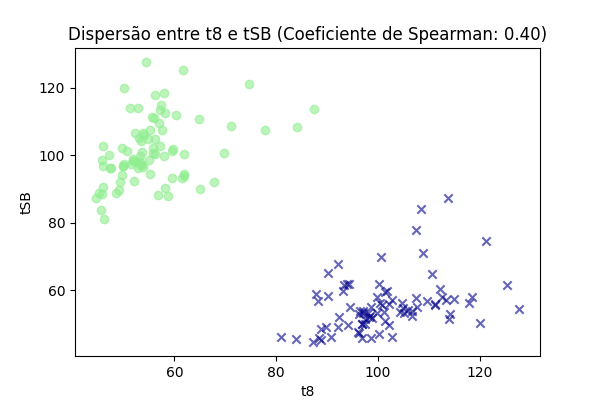 Dispersão entre t8 e tSB (Coeficiente de Spearman: 0.40)
120
100
80
60
tSB
60 80 100 120
t8